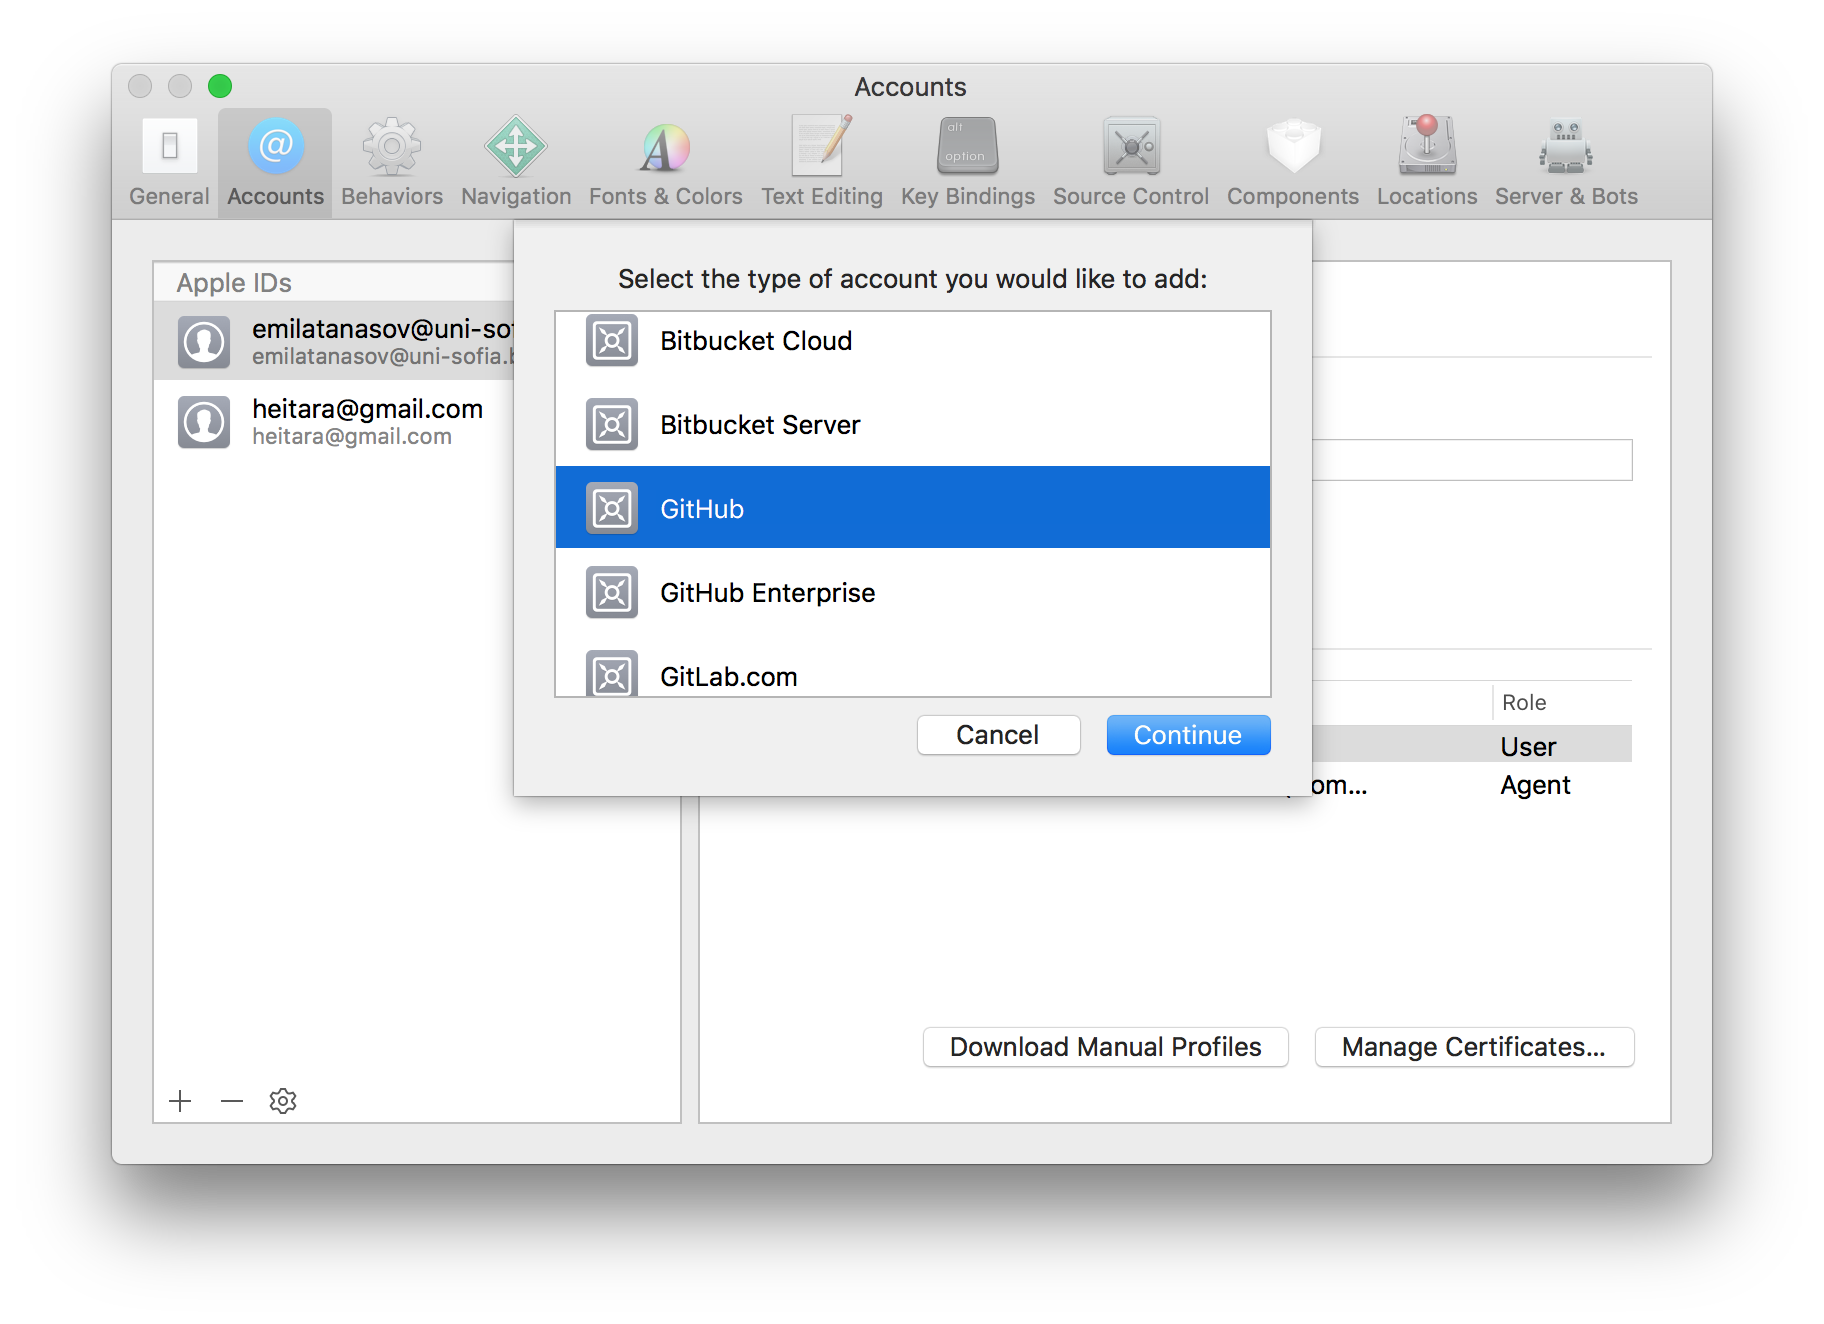 Accounts
General
Accounts
Behaviors
Navigation
Fonts & Colors
Text Editing
alt
option
Key Bindings
Source Control
Components
Locations
Server & Bots
Select the type of account you would like to add:
Apple IDs
emilatanasov@uni-sof
emilatanasov@uni-sofia.b
heitara@gmail.com
heitara@gmail.com
Bitbucket Cloud
Bitbucket Server
GitHub
GitHub Enterprise
GitLab.com
Cancel
Continue
Role
User
om...
Agent
Download Manual Profiles
Manage Certificates...